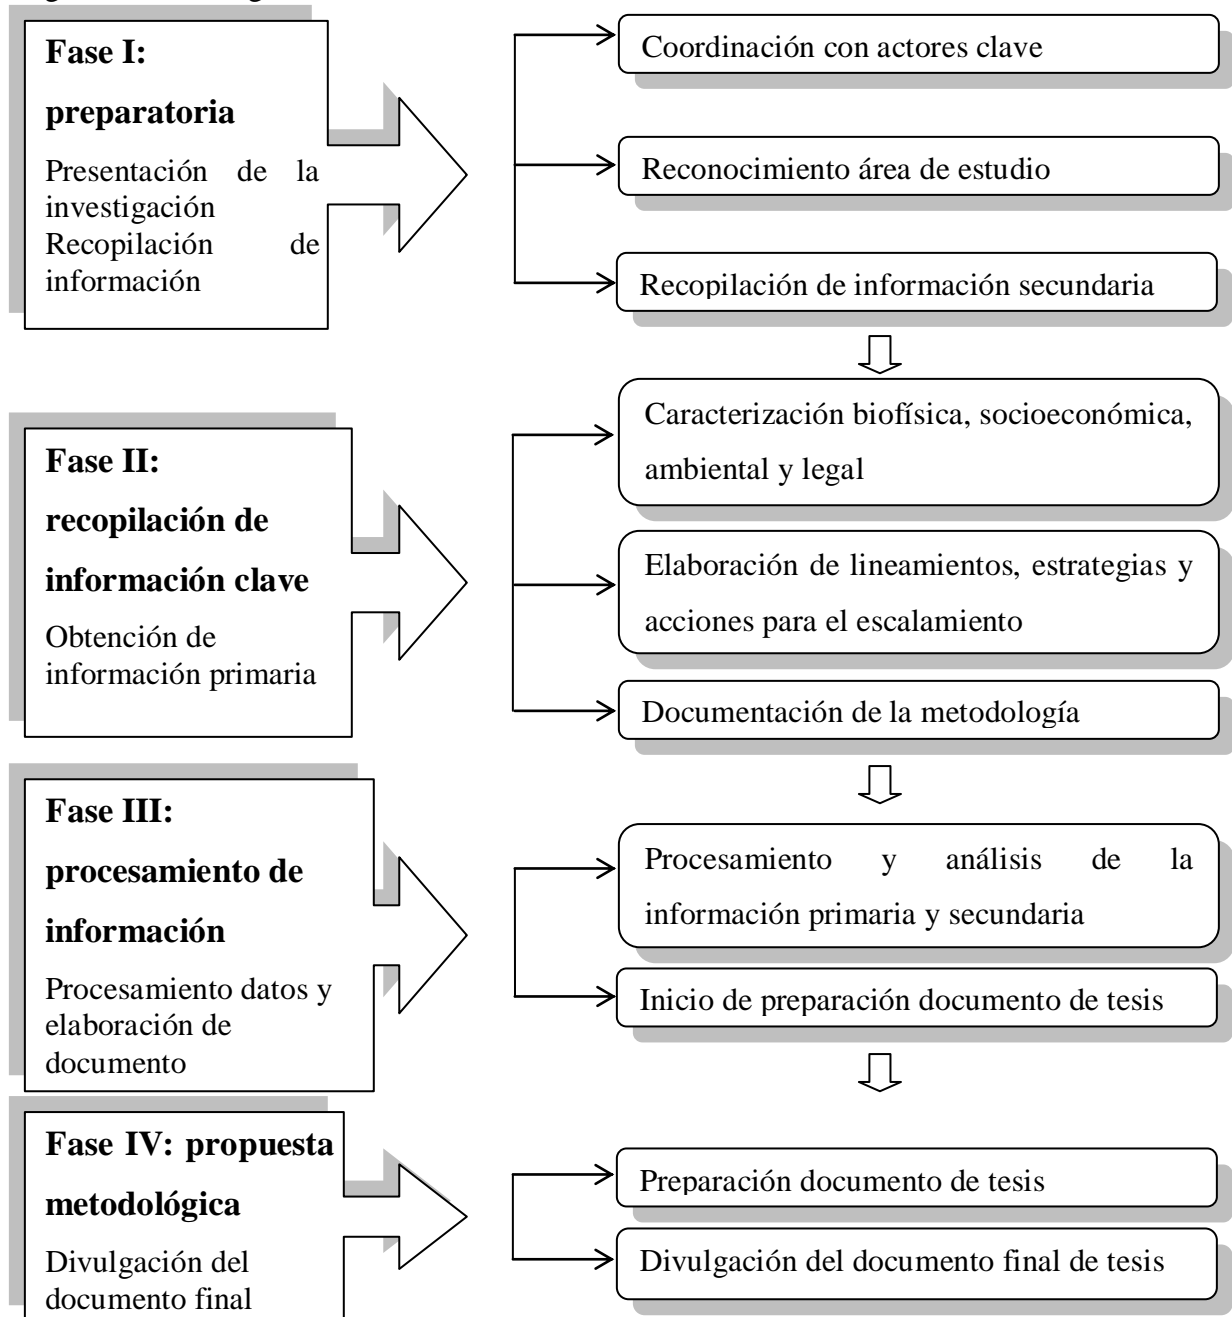 Fase I:
preparatoria
Presentación de la
investigación
Recopilación de
información
Coordinación con actores clave
Reconocimiento área de estudio
Recopilación de información secundaria
Fase II:
recopilación de
información clave
Obtención de
información primaria
Caracterización biofísica, socioeconómica,
ambiental y legal
Elaboración de lineamientos, estrategias y
acciones para el escalamiento
Documentación de la metodología
Fase III:
procesamiento de
información
Procesamiento datos y
elaboración de
documento
Procesamiento y análisis de la
información primaria y secundaria
Inicio de preparación documento de tesis
Fase IV: propuesta
metodológica
Divulgación del
documento final
Preparación documento de tesis
Divulgación del documento final de tesis